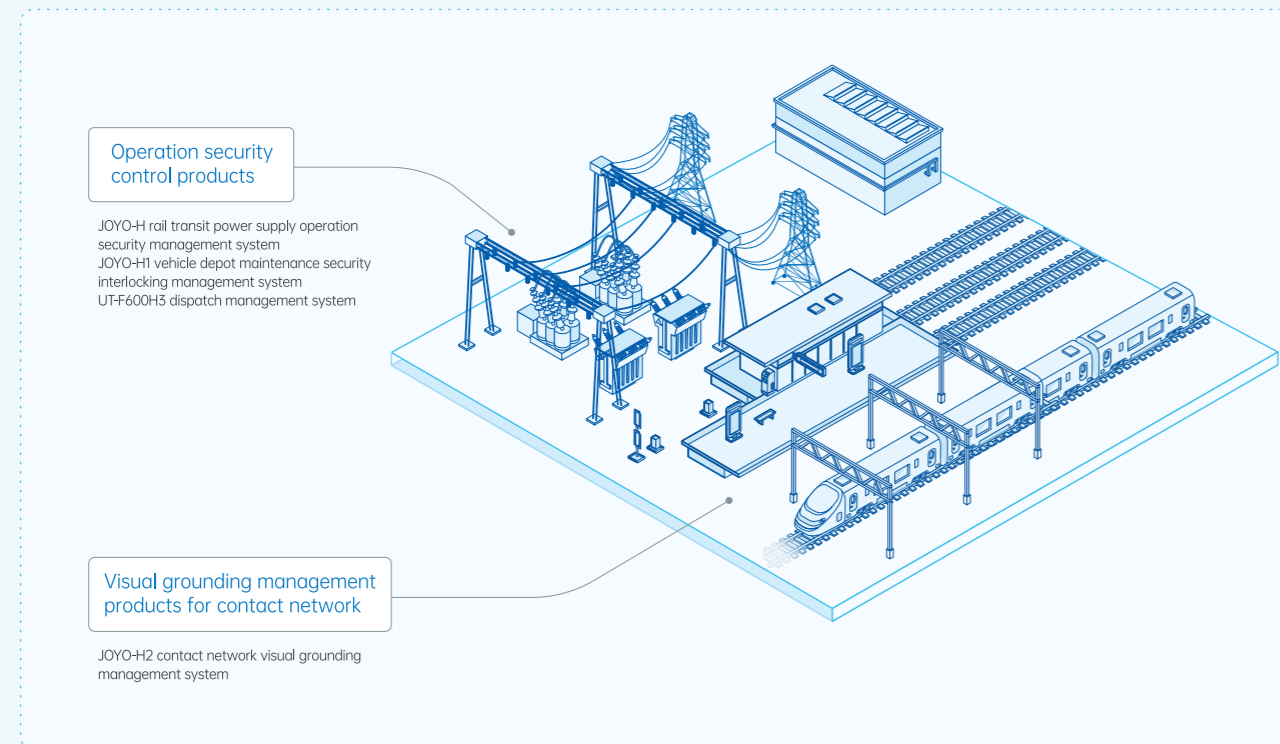 Operation security
control products
JOYO-H rail transit power supply operation
security management system
JOYO-H1 vehicle depot maintenance security
interlocking management system
UT-F600H3 dispatch management system
Visual grounding management
products for contact network
JOYO-H2 contact network visual grounding
management system